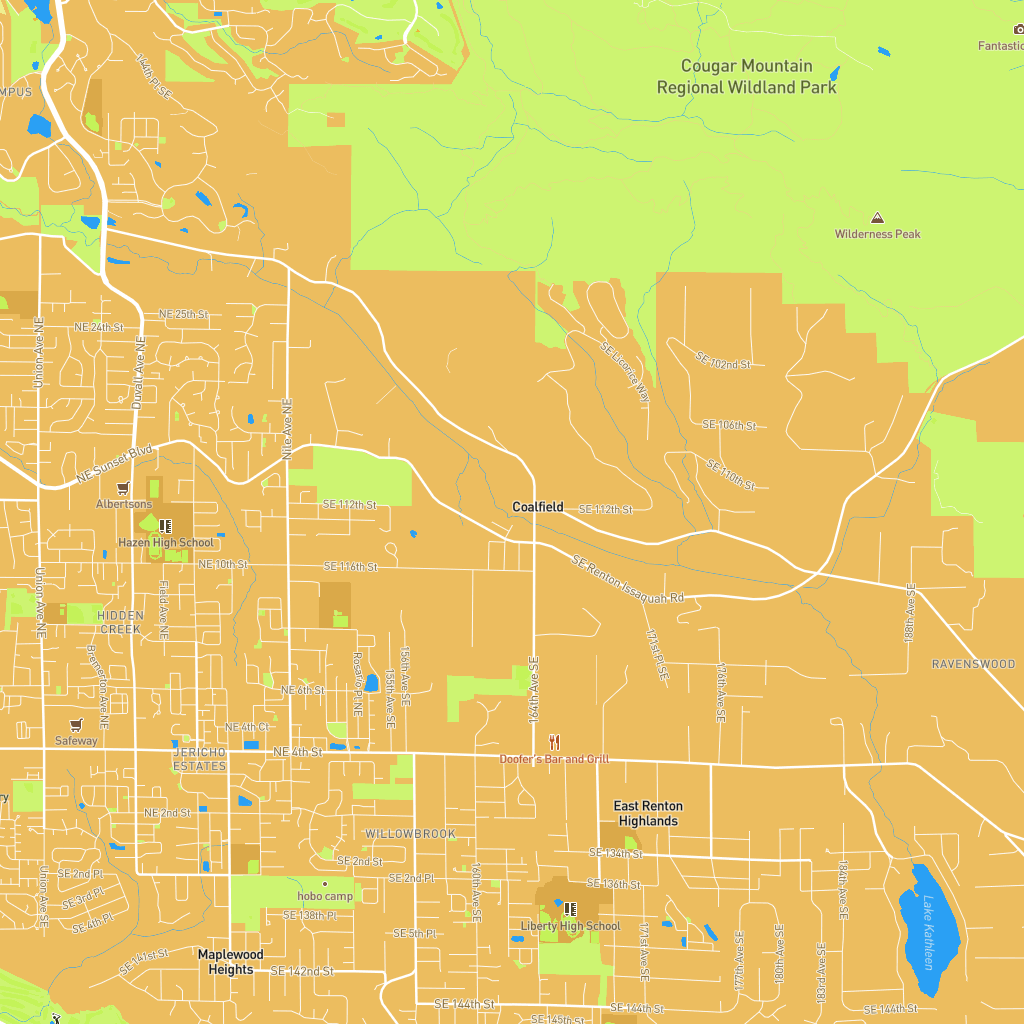 Fantastic
Cougar Mountain
Regional Wildland Park
144th Pl SE
MPUS
Wilderness Peak
NE 25th St
NE 24th St
Union Ave NE
Duvall Ave NE
SE Licorice Way
SE 102nd St
Nile Ave NE
SE 106th St
NE Sunset Blvd
SE 110th St
Albertsons
SE 112th St
Coalfield
SE 112th St
Hazen High School
NE 10th St
SE 116th St
SE Renton Issaquah Rd
Union Ave NE
Field Ave NE
188th Ave SE
HIDDEN
CREEK
171st Pl SE
RAVENSWOOD
Bremerton Ave NE
Rosario Pl NE
156th Ave SE
155th Ave SE
164th Ave SE
176th Ave SE
NE 6th St
NE 4th Ct
Safeway
JERICHO
ESTATES
NE 4th St
Doofer's Bar and Grill
ry
NE 2nd St
East Renton
Highlands
WILLOWBROOK
SE 134th St
SE 2nd St
SE 2nd Pl
SE 2nd Pl
SE 136th St
Union Ave SE
SE 3rd Pl
hobo camp
160th Ave SE
184th Ave SE
SE 4th Pl
SE 138th Pl
Liberty High School
SE 5th Pl
171st Ave SE
177th Ave SE
180th Ave SE
183rd Ave SE
Lake Kathleen
Maplewood
Heights
SE 141st St
SE 142nd St
SE 144th St
SE 144th St
SE 144th St
SE 145th St